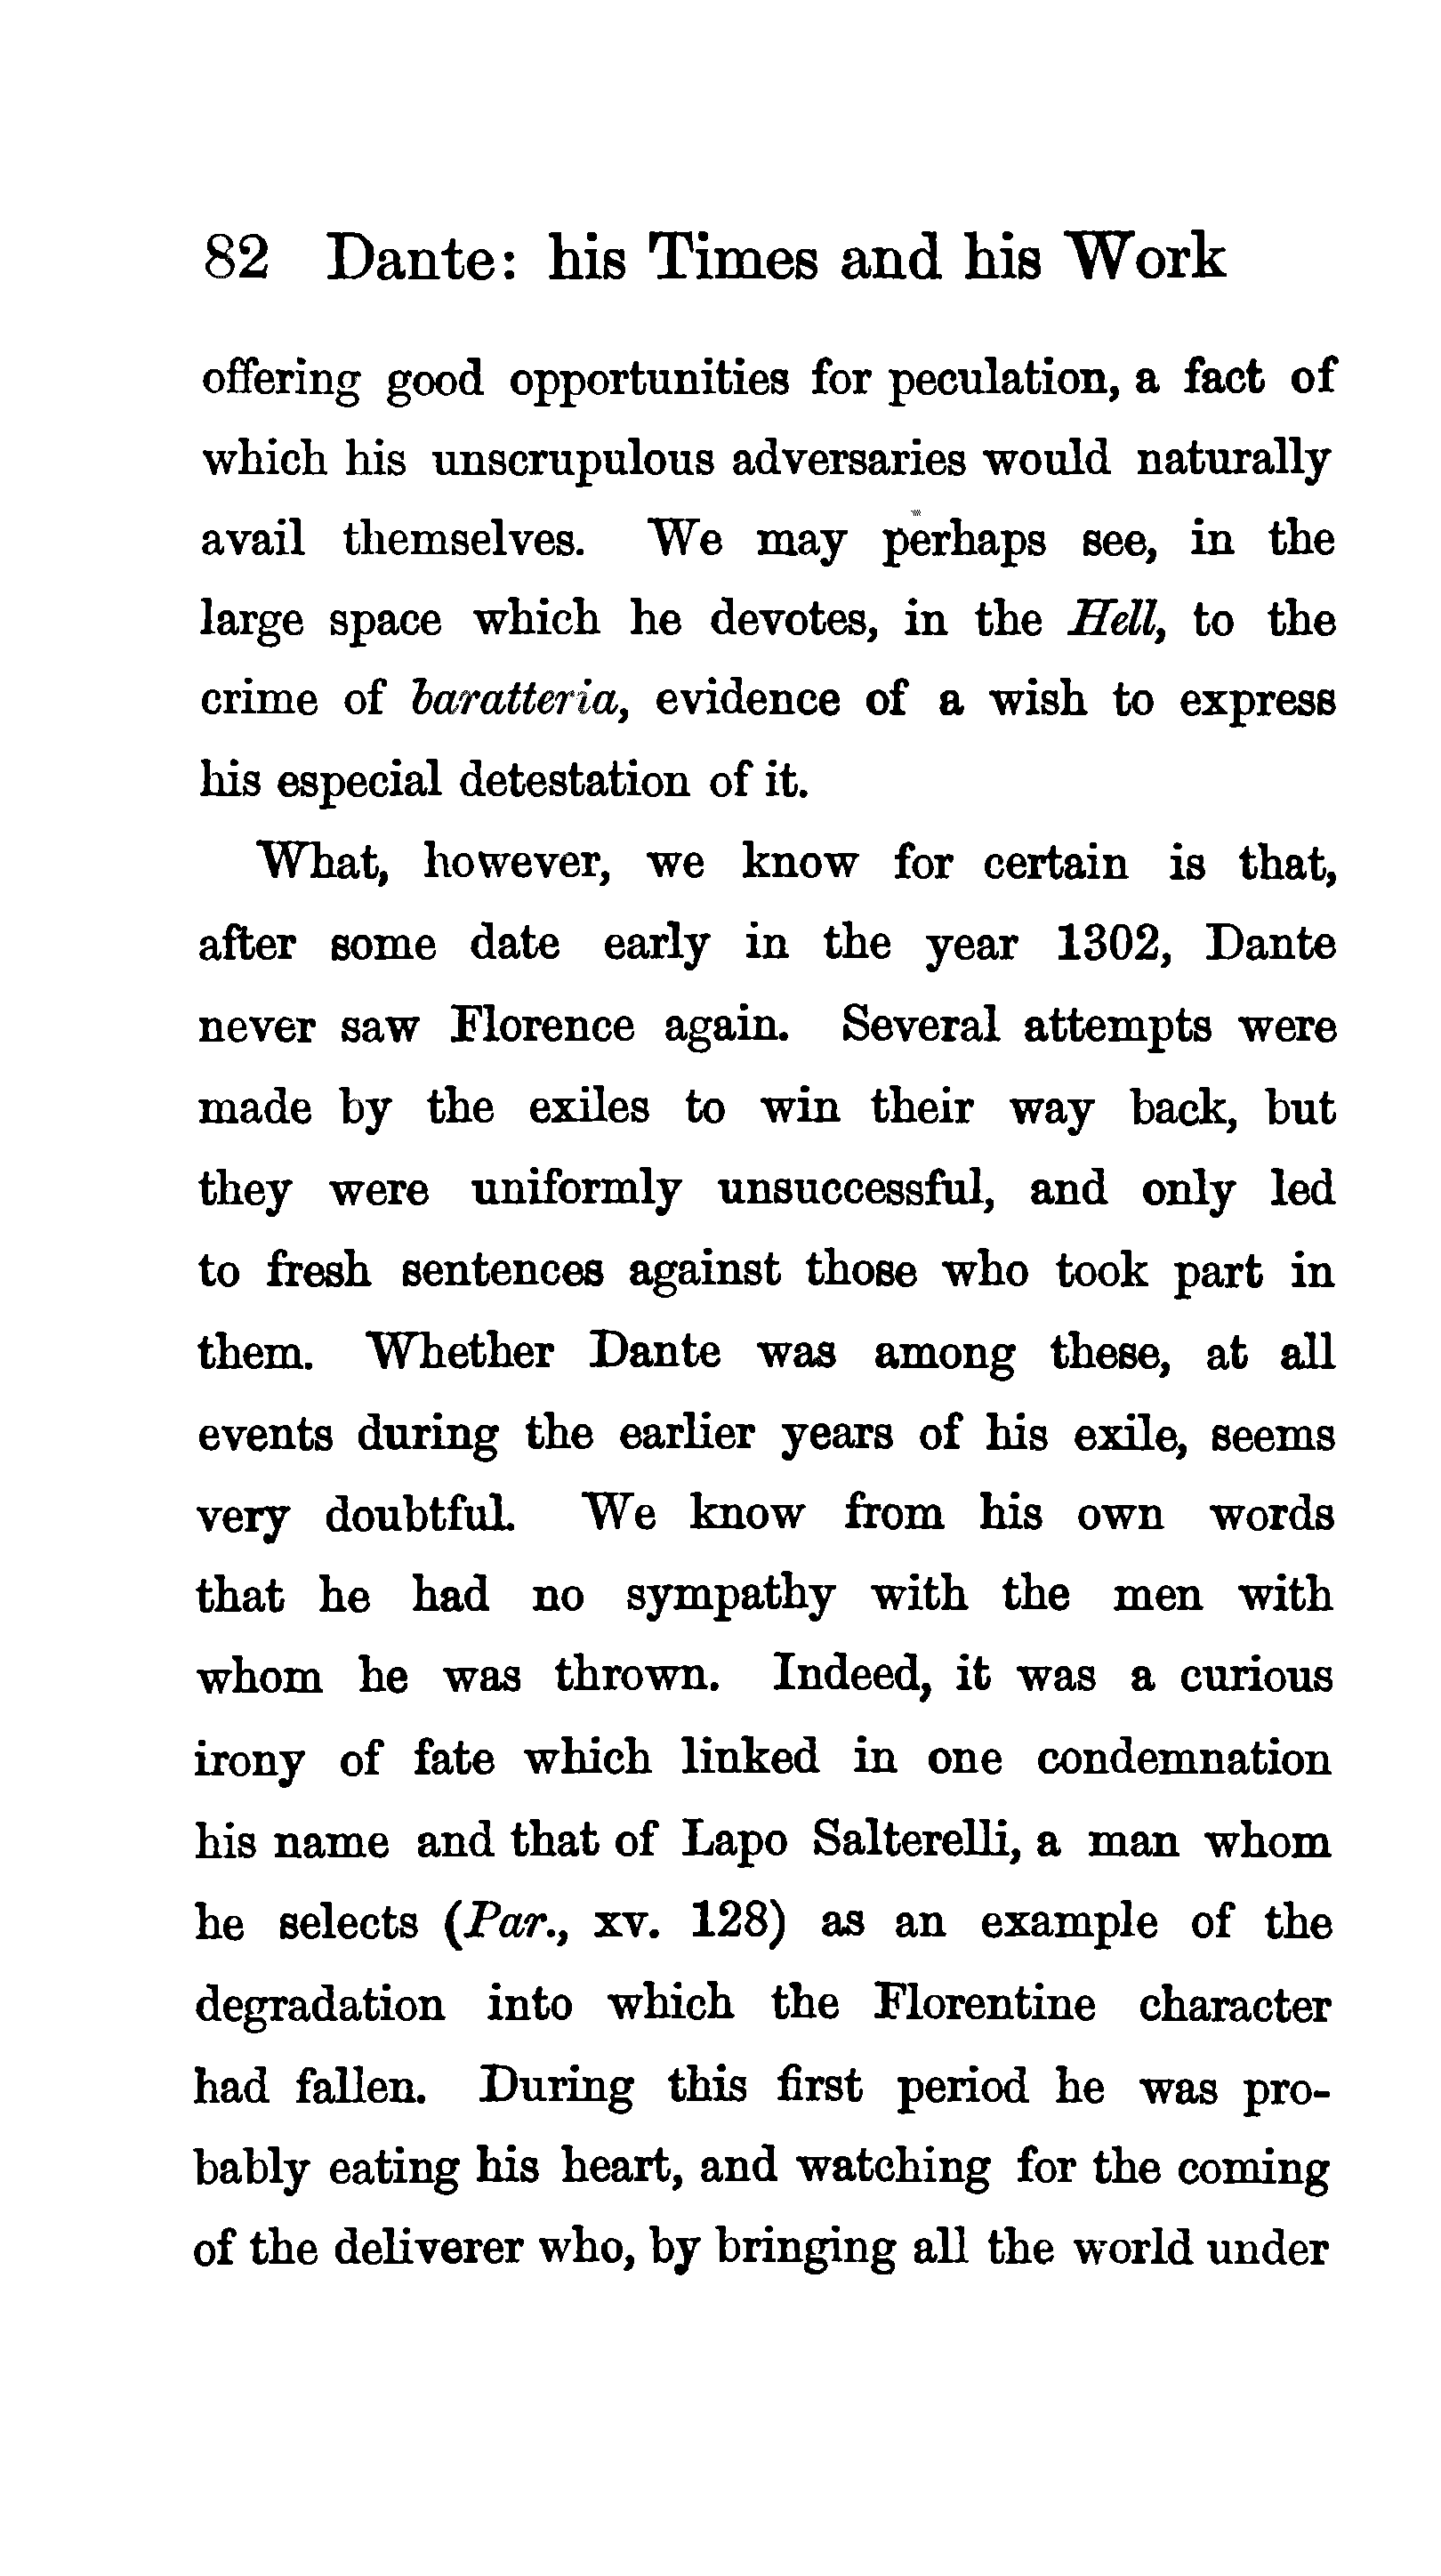 82 Dante: his Times and his Work
offering good opportunities for peculation, a fact of
which his unscrupulous adversaries would naturally
avail themselves. We may perhaps see, in the
large space which he devotes, in the Hell, to the
crime of baratteria, evidence of a wish to express
his especial detestation of it.
What, however, we know for certain is that,
after some date early in the year 1302, Dante
never saw Florence again. Several attempts were
made by the exiles to win their way back, but
they were uniformly unsuccessful, and only led
to fresh sentences against those who took part in
them. Whether Dante was among these, at all
events during the earlier years of his exile, seems
very doubtful. We know from his own words
that he had no sympathy with the men with
whom he was thrown. Indeed, it was a curious
irony of fate which linked in one condemnation
his name and that of Lapo Salterelli, a man whom
he selects (Par., xv. 128) as an example of the
degradation into which the Florentine character
had fallen. During this first period he was pro-
bably eating his heart, and watching for the coming
of the deliverer who, by bringing all the world under